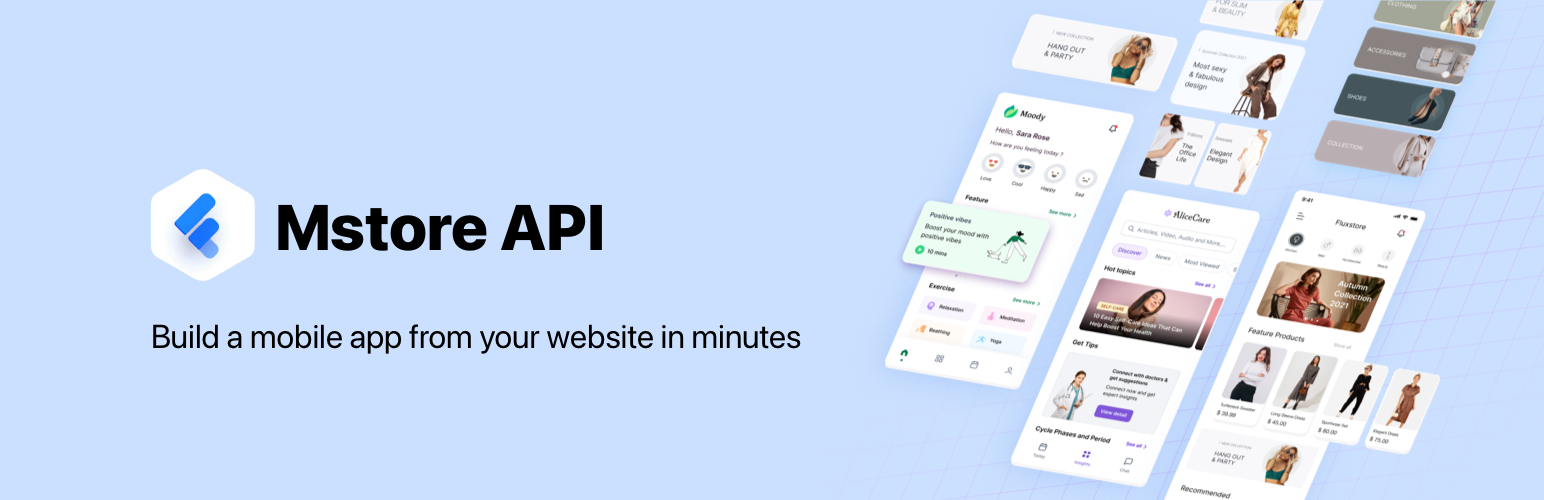 Mstore API
Build a mobile app from your website in minutes
NEW COLLECTION
HANG OUT
& PARTY
FOR SLIM
& BEAUTY
Summer Collection 2021
Most sexy
& fabulous
design
T-Shirts
The
Office
Life
Dresses
Elegant
Design
CLOTHING
ACCESSORIES
SHOES
COLLECTION
Moody
Hello, Sara Rose
How are you feeling today ?
Love
Cool
Happy
Sad
Feature
See more
Positive vibes
Boost your mood with
positive vibes
10 mins
Exercise
See more
Relaxation
Meditation
Beathing
Yoga
AliceCare
Articles, Video, Audio and More,...
Discover
News
Most Viewed
Hot topics
See all
SELF-CARE
10 Easy Self-Care Ideas That Can
Help Boost Your Health
Get Tips
Connect with doctors &
get suggestions
Connect now and get
expert insights
View detail
Cycle Phases and Period
See all
Today
Insights
Chat
9:41
Fluxstore
Autumn
Collection
2021
Feature Products
Show all
Turtleneck Sweater
$ 39.99
Long Sleeve Dress
$ 45.00
Sportwear Set
$ 80.00
Elegant Dress
$ 75.00
NEW COLLECTION
HANG OUT
& PARTY
Recommended